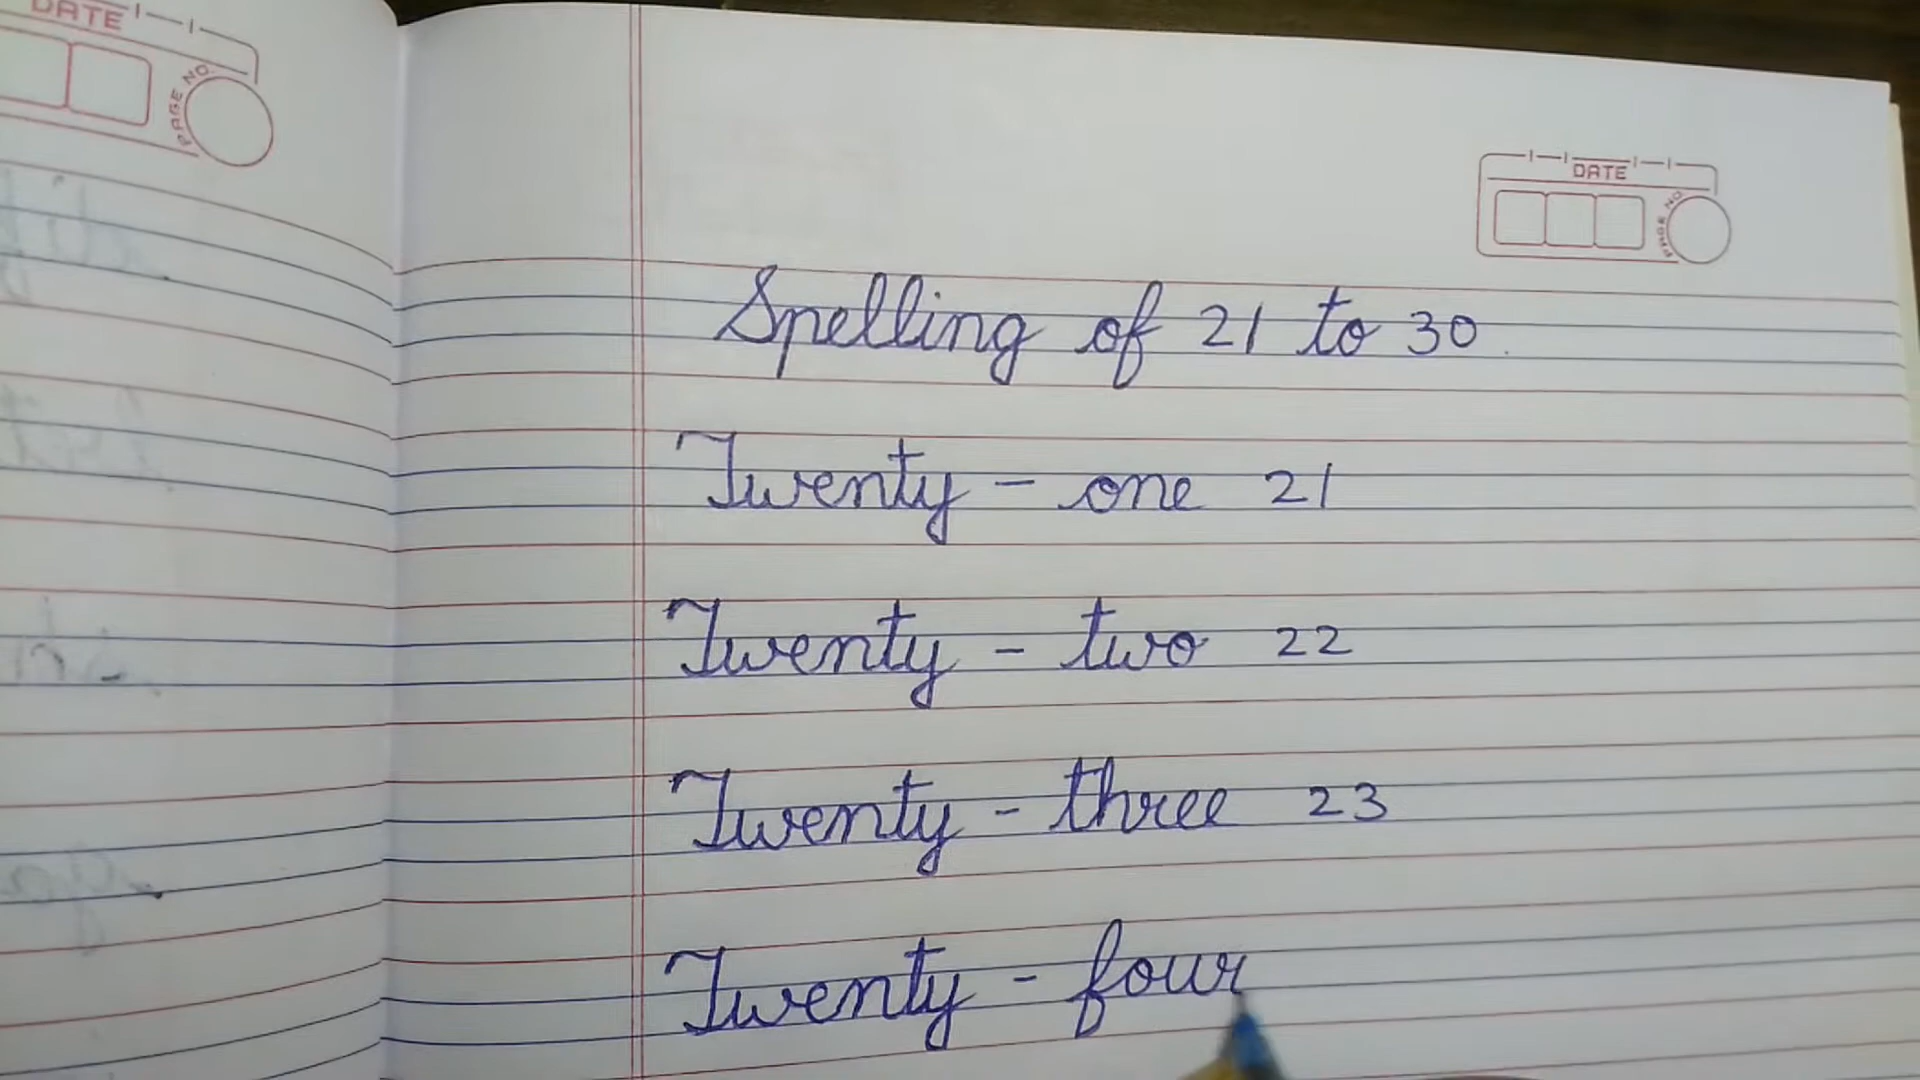 DATE
PAGE NO.
DATE
PAGE NO.
Spelling of 21 to 30
Twenty - one 21
Twenty - two 22
Twenty - three 23
Twenty - four